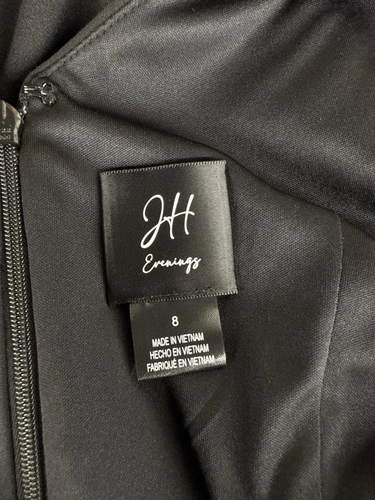 JH
Evenings
8
MADE IN VIETNAM
HECHO EN VIETNAM
FABRIQUÉ EN VIETNAM